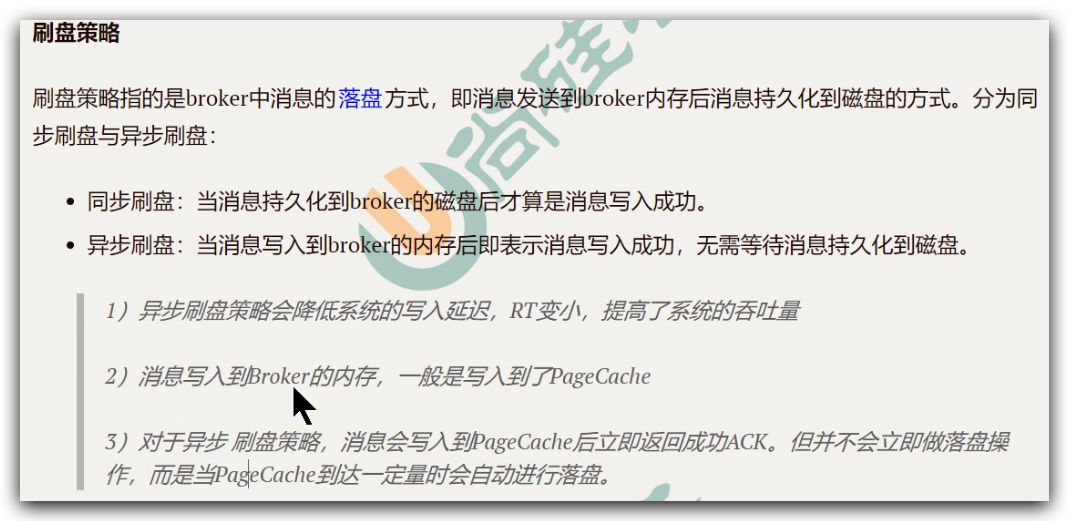 刷盘策略
刷盘策略指的是broker中消息的落盘方式，即消息发送到broker内存后消息持久化到磁盘的方式。分为同
步刷盘与异步刷盘：
• 同步刷盘：当消息持久化到broker的磁盘后才算是消息写入成功。
• 异步刷盘：当消息写入到broker的内存后即表示消息写入成功，无需等待消息持久化到磁盘。
1）异步刷盘策略会降低系统的写入延迟，RT变小，提高了系统的吞吐量
2）消息写入到Broker的内存，一般是写入到了PageCache
3）对于异步 刷盘策略，消息会写入到PageCache后立即返回成功ACK。但并不会立即做落盘操
作，而是当PageCache到达一定量时会自动进行落盘。
尚硅